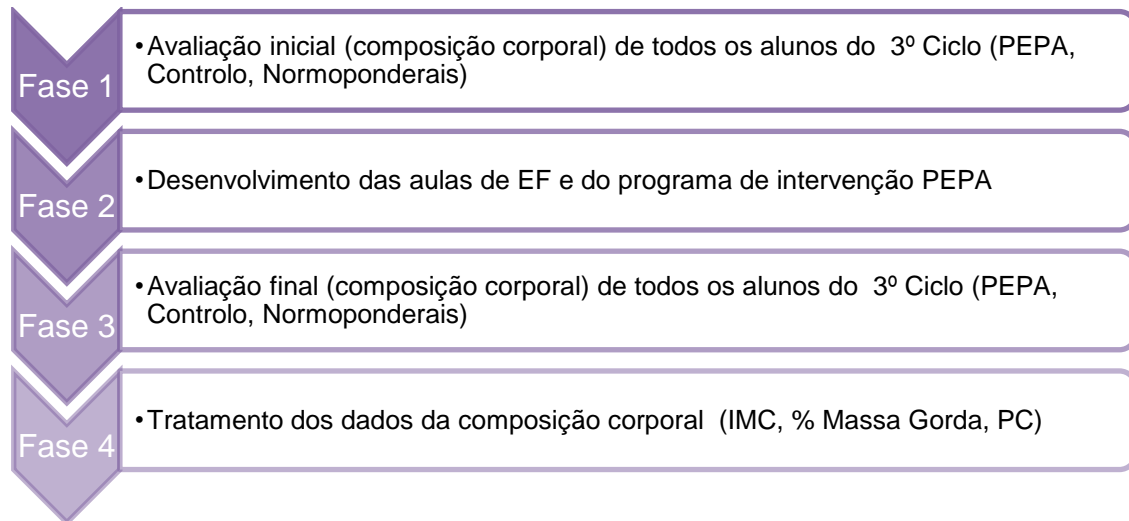 Fase 1
•Avaliação inicial (composição corporal) de todos os alunos do 3º Ciclo (PEPA,
Controlo, Normoponderais)
Fase 2
•Desenvolvimento das aulas de EF e do programa de intervenção PEPA
Fase 3
•Avaliação final (composição corporal) de todos os alunos do 3º Ciclo (PEPA,
Controlo, Normoponderais)
Fase 4
•Tratamento dos dados da composição corporal (IMC, % Massa Gorda, PC)